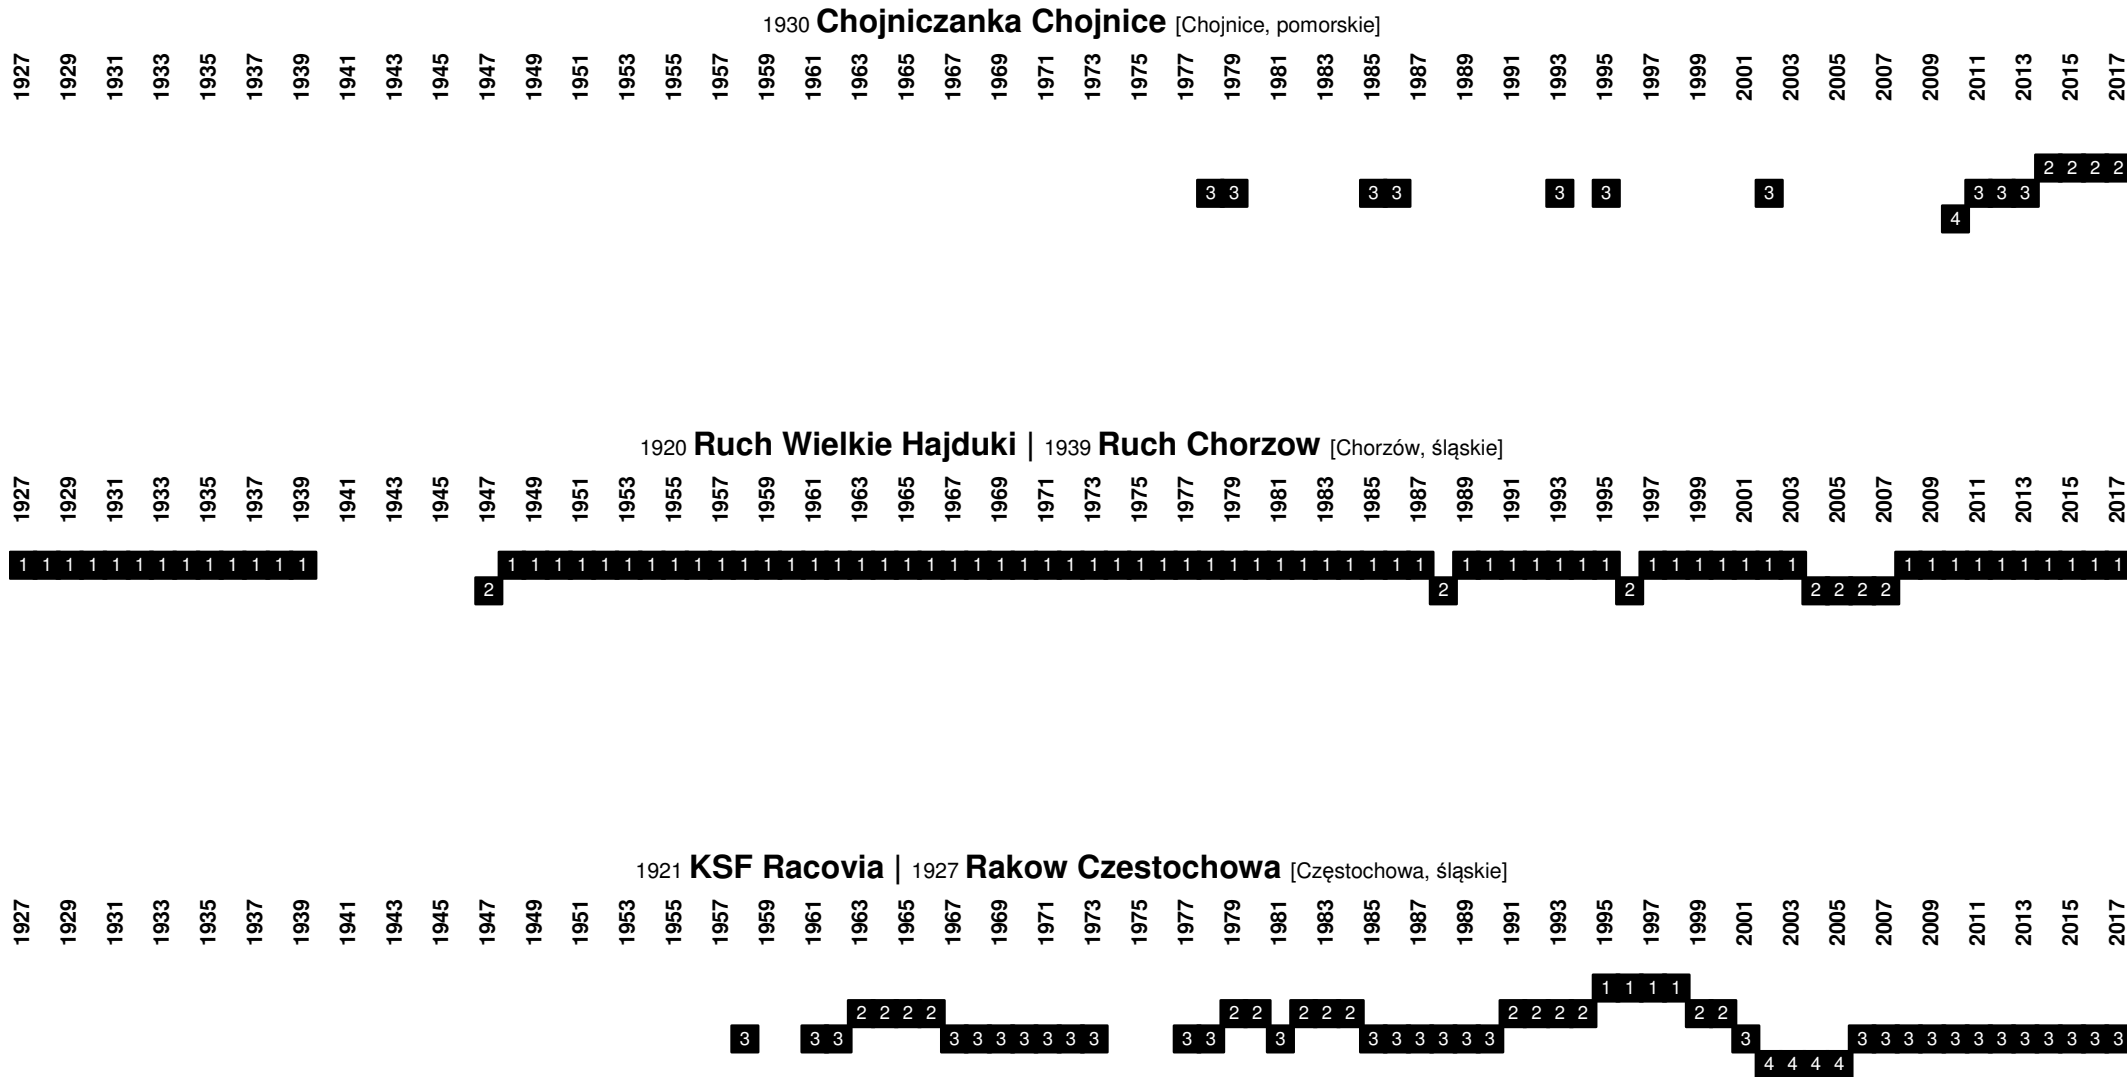 1930 Chojniczanka Chojnice [Chojnice, pomorskie]
1927 1929 1931 1933 1935 1937 1939 1941 1943 1945 1947 1949 1951 1953 1955 1957 1959 1961 1963 1965 1967 1969 1971 1973 1975 1977 1979 1981 1983 1985 1987 1989 1991 1993 1995 1997 1999 2001 2003 2005 2007 2009 2011 2013 2015 2017
2 2 2 2
3 3 3 3 3 3 3 3 3 3
4
1920 Ruch Wielkie Hajduki | 1939 Ruch Chorzow [Chorzów, śląskie]
1927 1929 1931 1933 1935 1937 1939 1941 1943 1945 1947 1949 1951 1953 1955 1957 1959 1961 1963 1965 1967 1969 1971 1973 1975 1977 1979 1981 1983 1985 1987 1989 1991 1993 1995 1997 1999 2001 2003 2005 2007 2009 2011 2013 2015 2017
1 1 1 1 1 1 1 1 1 1 1 1 1 1 1 1 1 1 1 1 1 1 1 1 1 1 1 1 1 1 1 1 1 1 1 1 1 1 1 1 1 1 1 1 1 1 1 1 1 1 1 1 1 1 1 1 1 1 1 1 1 1 1 1 1 1 1 1 1 1 1 1 1 1 1 1 1
2 2 2 2 2 2 2
1921 KSF Racovia | 1927 Rakow Czestochowa [Częstochowa, śląskie]
1927 1929 1931 1933 1935 1937 1939 1941 1943 1945 1947 1949 1951 1953 1955 1957 1959 1961 1963 1965 1967 1969 1971 1973 1975 1977 1979 1981 1983 1985 1987 1989 1991 1993 1995 1997 1999 2001 2003 2005 2007 2009 2011 2013 2015 2017
1 1 1 1
2 2 2 2 2 2 2 2 2 2 2 2 2 2 2
3 3 3 3 3 3 3 3 3 3 3 3 3 3 3 3 3 3 3 3 3 3 3 3 3 3 3 3 3 3 3 3
4 4 4 4